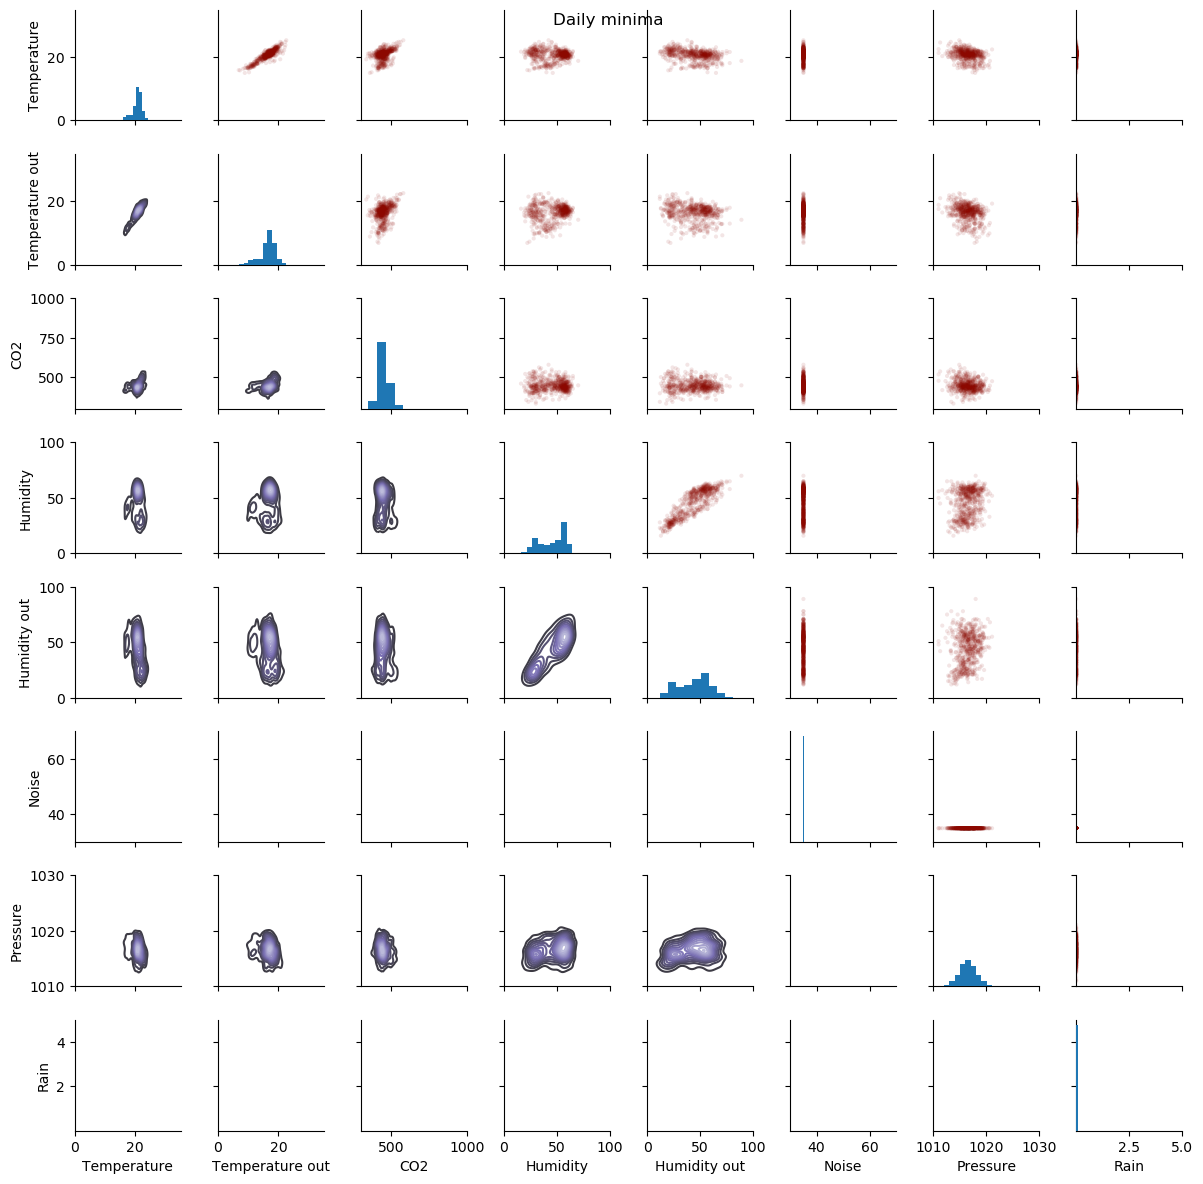 Daily minima
Temperature
20
0
Temperature out
20
0
CO2
1000
750
500
Humidity
100
50
0
Humidity out
100
50
0
Noise
60
40
Pressure
1030
1020
1010
Rain
4
2
0 20
0 20
500 1000
0 50 100
0 50 100
40 60
1010 1020 1030
2.5 5.0
Temperature
Temperature out
CO2
Humidity
Humidity out
Noise
Pressure
Rain